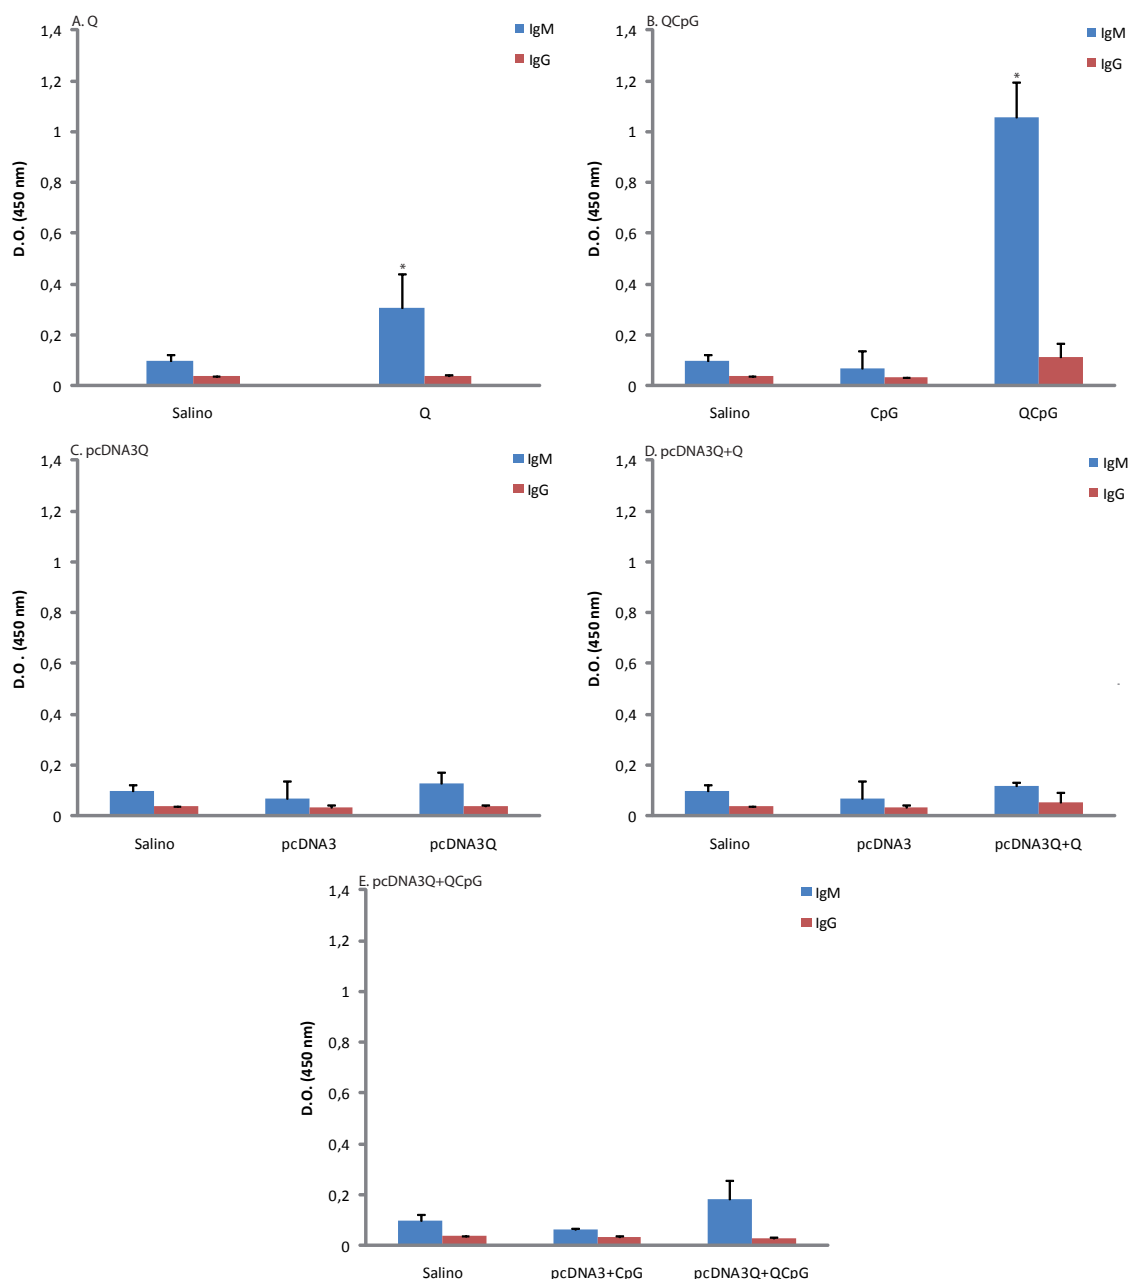 A. Q
1,4
1,2
1
0,8
0,6
0,4
0,2
0
D.O. (450 nm)
IgM
IgG
*
Salino
Q
B. QCpG
1,4
1,2
1
0,8
0,6
0,4
0,2
0
D.O. (450 nm)
IgM
IgG
*
Salino
CpG
QCpG
C. pcDNA3Q
1,4
1,2
1
0,8
0,6
0,4
0,2
0
D.O. (450 nm)
IgM
IgG
Salino
pcDNA3
pcDNA3Q
D. pcDNA3Q+Q
1,4
1,2
1
0,8
0,6
0,4
0,2
0
D.O. (450 nm)
IgM
IgG
Salino
pcDNA3
pcDNA3Q+Q
E. pcDNA3Q+QCpG
1,4
1,2
1
0,8
0,6
0,4
0,2
0
D.O. (450 nm)
IgM
IgG
Salino
pcDNA3+CpG
pcDNA3Q+QCpG